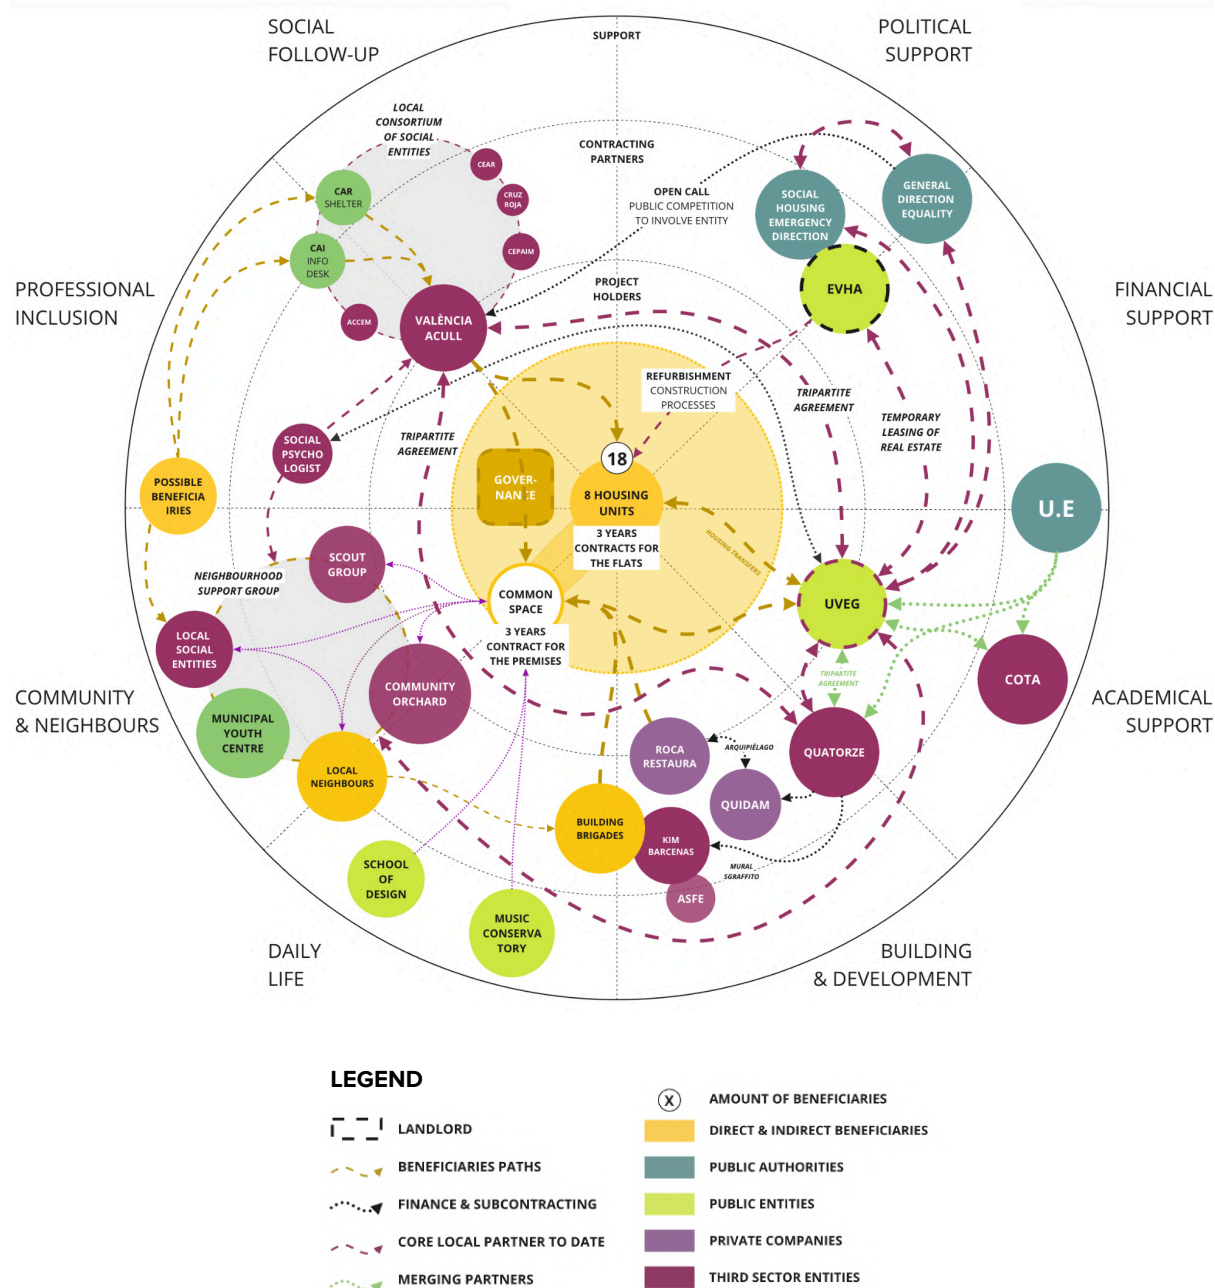 SOCIAL
FOLLOW-UP
POLITICAL
SUPPORT
SUPPORT
LOCAL
CONSORTIUM
OF SOCIAL
ENTITIES
CONTRACTING
PARTNERS
CEAR
CAR
SHELTER
CRUZ
ROJA
OPEN CALL
PUBLIC COMPETITION
TO INVOLVE ENTITY
SOCIAL
HOUSING
EMERGENCY
DIRECTION
GENERAL
DIRECTION
EQUALITY
CAI
INFO
DESK
CEPAIM
PROFESSIONAL
INCLUSION
PROJECT
HOLDERS
EVHA
FINANCIAL
SUPPORT
ACCEM
VALÈNCIA
ACULL
REFURBISHMENT
CONSTRUCTION
PROCESSES
TRIPARTITE
AGREEMENT
TEMPORARY
LEASING OF
REAL ESTATE
TRIPARTITE
AGREEMENT
SOCIAL
PSYCHO
LOGIST
18
POSSIBLE
BENEFICIA
RIES
GOVER-
NANCE
8 HOUSING
UNITS
U.E
3 YEARS
CONTRACTS FOR
THE FLATS
HOUSING TRANSFERS
SCOUT
GROUP
NEIGHBOURHOOD
SUPPORT GROUP
COMMON
SPACE
UVEG
3 YEARS
CONTRACT FOR
THE PREMISES
LOCAL
SOCIAL
ENTITIES
TRIPARTITE
AGREEMENT
COTA
COMMUNITY
ORCHARD
COMMUNITY
& NEIGHBOURS
ACADEMICAL
SUPPORT
MUNICIPAL
YOUTH
CENTRE
ROCA
RESTAURA
ARQUIPIÉLAGO
QUATORZE
LOCAL
NEIGHBOURS
QUIDAM
BUILDING
BRIGADES
KIM
BARCENAS
MURAL
SGRAFFITO
SCHOOL
OF
DESIGN
ASFE
MUSIC
CONSERVA
TORY
DAILY
LIFE
BUILDING
& DEVELOPMENT
LEGEND
LANDLORD
BENEFICIARIES PATHS
FINANCE & SUBCONTRACTING
CORE LOCAL PARTNER TO DATE
MERGING PARTNERS
X
AMOUNT OF BENEFICIARIES
DIRECT & INDIRECT BENEFICIARIES
PUBLIC AUTHORITIES
PUBLIC ENTITIES
PRIVATE COMPANIES
THIRD SECTOR ENTITIES